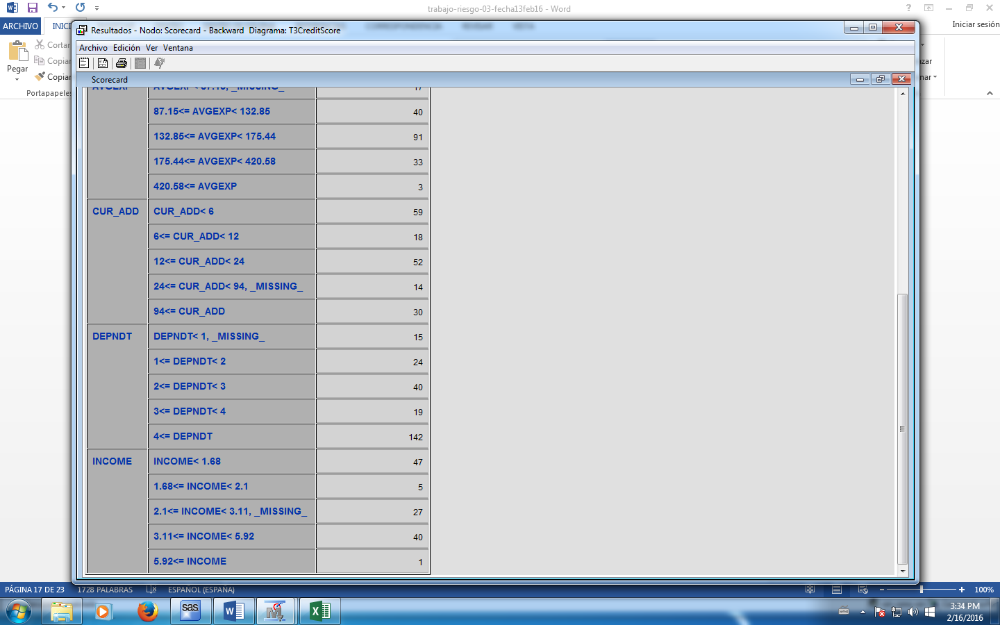 trabajo-riesgo-03-fecha13feb16 - Word
ARCHIVO INIC
Iniciar sesión
Resultados - Nodo: Scorecard - Backward Diagrama: T3CreditScore
Archivo Edición Ver Ventana
Scorecard
Cortar
Copiar
Copiar
Pegar
Portapapeles
87.15<= AVGEXP< 132.85 40
132.85<= AVGEXP< 175.44 91
175.44<= AVGEXP< 420.58 33
420.58<= AVGEXP 3
CUR_ADD CUR_ADD< 6 59
6<= CUR_ADD< 12 18
12<= CUR_ADD< 24 52
24<= CUR_ADD< 94, _MISSING_ 14
94<= CUR_ADD 30
DEPNDT DEPNDT< 1, _MISSING_ 15
1<= DEPNDT< 2 24
2<= DEPNDT< 3 40
3<= DEPNDT< 4 19
4<= DEPNDT 142
INCOME INCOME< 1.68 47
1.68<= INCOME< 2.1 5
2.1<= INCOME< 3.11, _MISSING_ 27
3.11<= INCOME< 5.92 40
5.92<= INCOME 1
PÁGINA 17 DE 23 1728 PALABRAS ESPAÑOL (ESPAÑA) 100%
sas
3:34 PM
2/16/2016